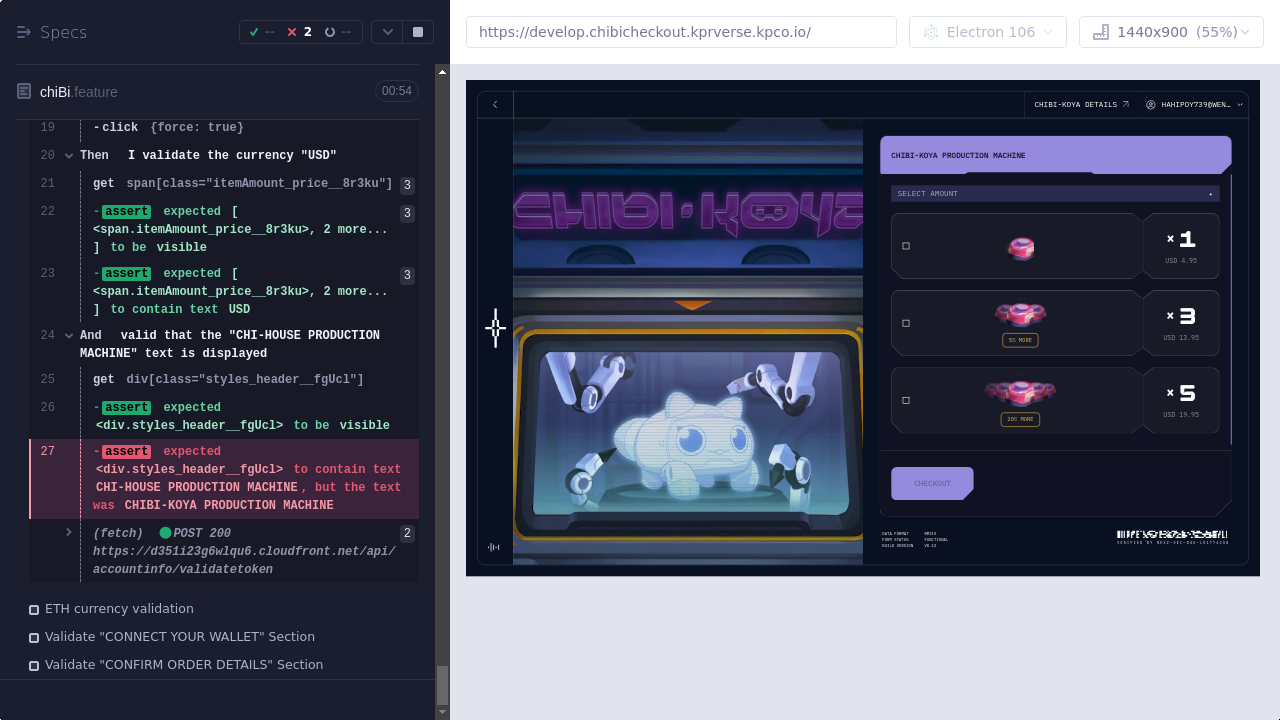 Specs
--
2
--
https://develop.chibicheckout.kprverse.kpco.io/
Electron 106
1440x900 (55%)
chiBi.feature
00:54
19 -click {force: true}
20 Then I validate the currency "USD"
21 get span[class="itemAmount_price__8r3ku"] 3
22 -assert expected [ 3
<span.itemAmount_price__8r3ku>, 2 more...
] to be visible
23 -assert expected [ 3
<span.itemAmount_price__8r3ku>, 2 more...
] to contain text USD
24 And valid that the "CHI-HOUSE PRODUCTION
MACHINE" text is displayed
25 get div[class="styles_header__fgUcl"]
26 -assert expected
<div.styles_header__fgUcl> to be visible
27 -assert expected
<div.styles_header__fgUcl> to contain text
CHI-HOUSE PRODUCTION MACHINE, but the text
was CHIBI-KOYA PRODUCTION MACHINE
(fetch) POST 200 2
accountinfo/validatetoken
ETH currency validation
Validate "CONNECT YOUR WALLET" Section
Validate "CONFIRM ORDER DETAILS" Section
CHIBI-KOYA DETAILS
HAHIPOY739@WEN…
CHIBI·KOYA
CHIBI-KOYA PRODUCTION MACHINE
SELECT AMOUNT
×1
USD 4.95
×3
USD 13.95
5% MORE
×5
USD 19.95
20% MORE
CHECKOUT
DATA FORMAT
FORM STATUS FUNCTIONAL
BUILD VERSION